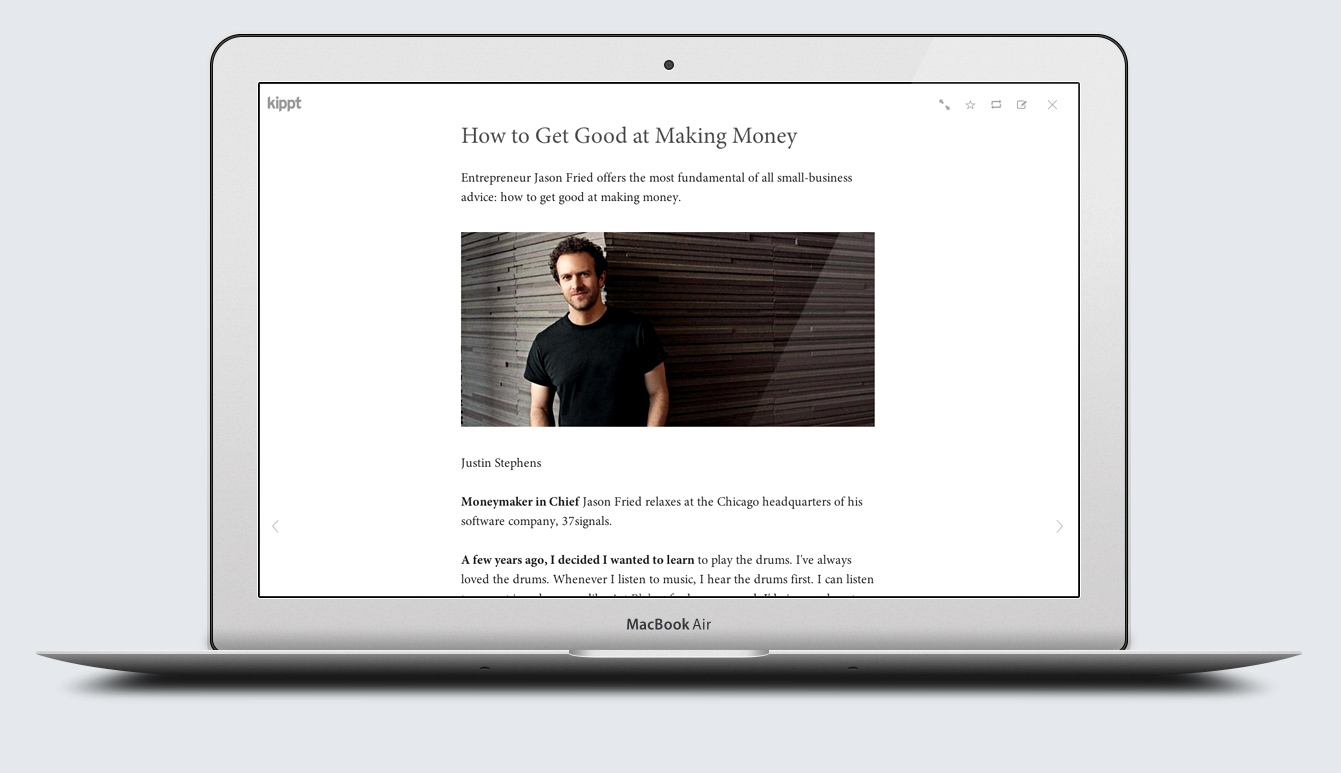 kippt
How to Get Good at Making Money
Entrepreneur Jason Fried offers the most fundamental of all small-business
advice: how to get good at making money.
Justin Stephens
Moneymaker in Chief Jason Fried relaxes at the Chicago headquarters of his
software company, 37signals.
A few years ago, I decided I wanted to learn to play the drums. I've always
loved the drums. Whenever I listen to music, I hear the drums first. I can listen
MacBook Air